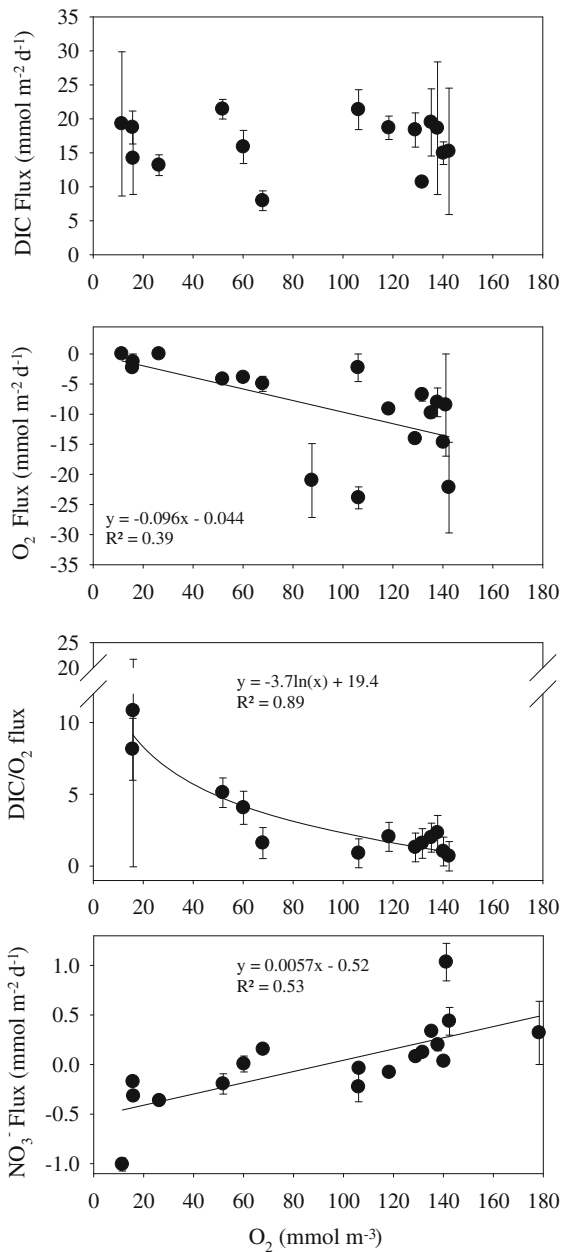 35
30
25
20
15
10
5
0
DIC Flux (mmol m⁻² d⁻¹)
0 20 40 60 80 100 120 140 160 180
0
-5
-10
-15
-20
-25
-30
-35
O₂ Flux (mmol m⁻² d⁻¹)
y = -0.096x - 0.044
R² = 0.39
0 20 40 60 80 100 120 140 160 180
25
20
10
5
0
DIC/O₂ flux
y = -3.7ln(x) + 19.4
R² = 0.89
0 20 40 60 80 100 120 140 160 180
1.0
0.5
0.0
-0.5
-1.0
NO₃⁻ Flux (mmol m⁻² d⁻¹)
y = 0.0057x - 0.52
R² = 0.53
0 20 40 60 80 100 120 140 160 180
O₂ (mmol m⁻³)